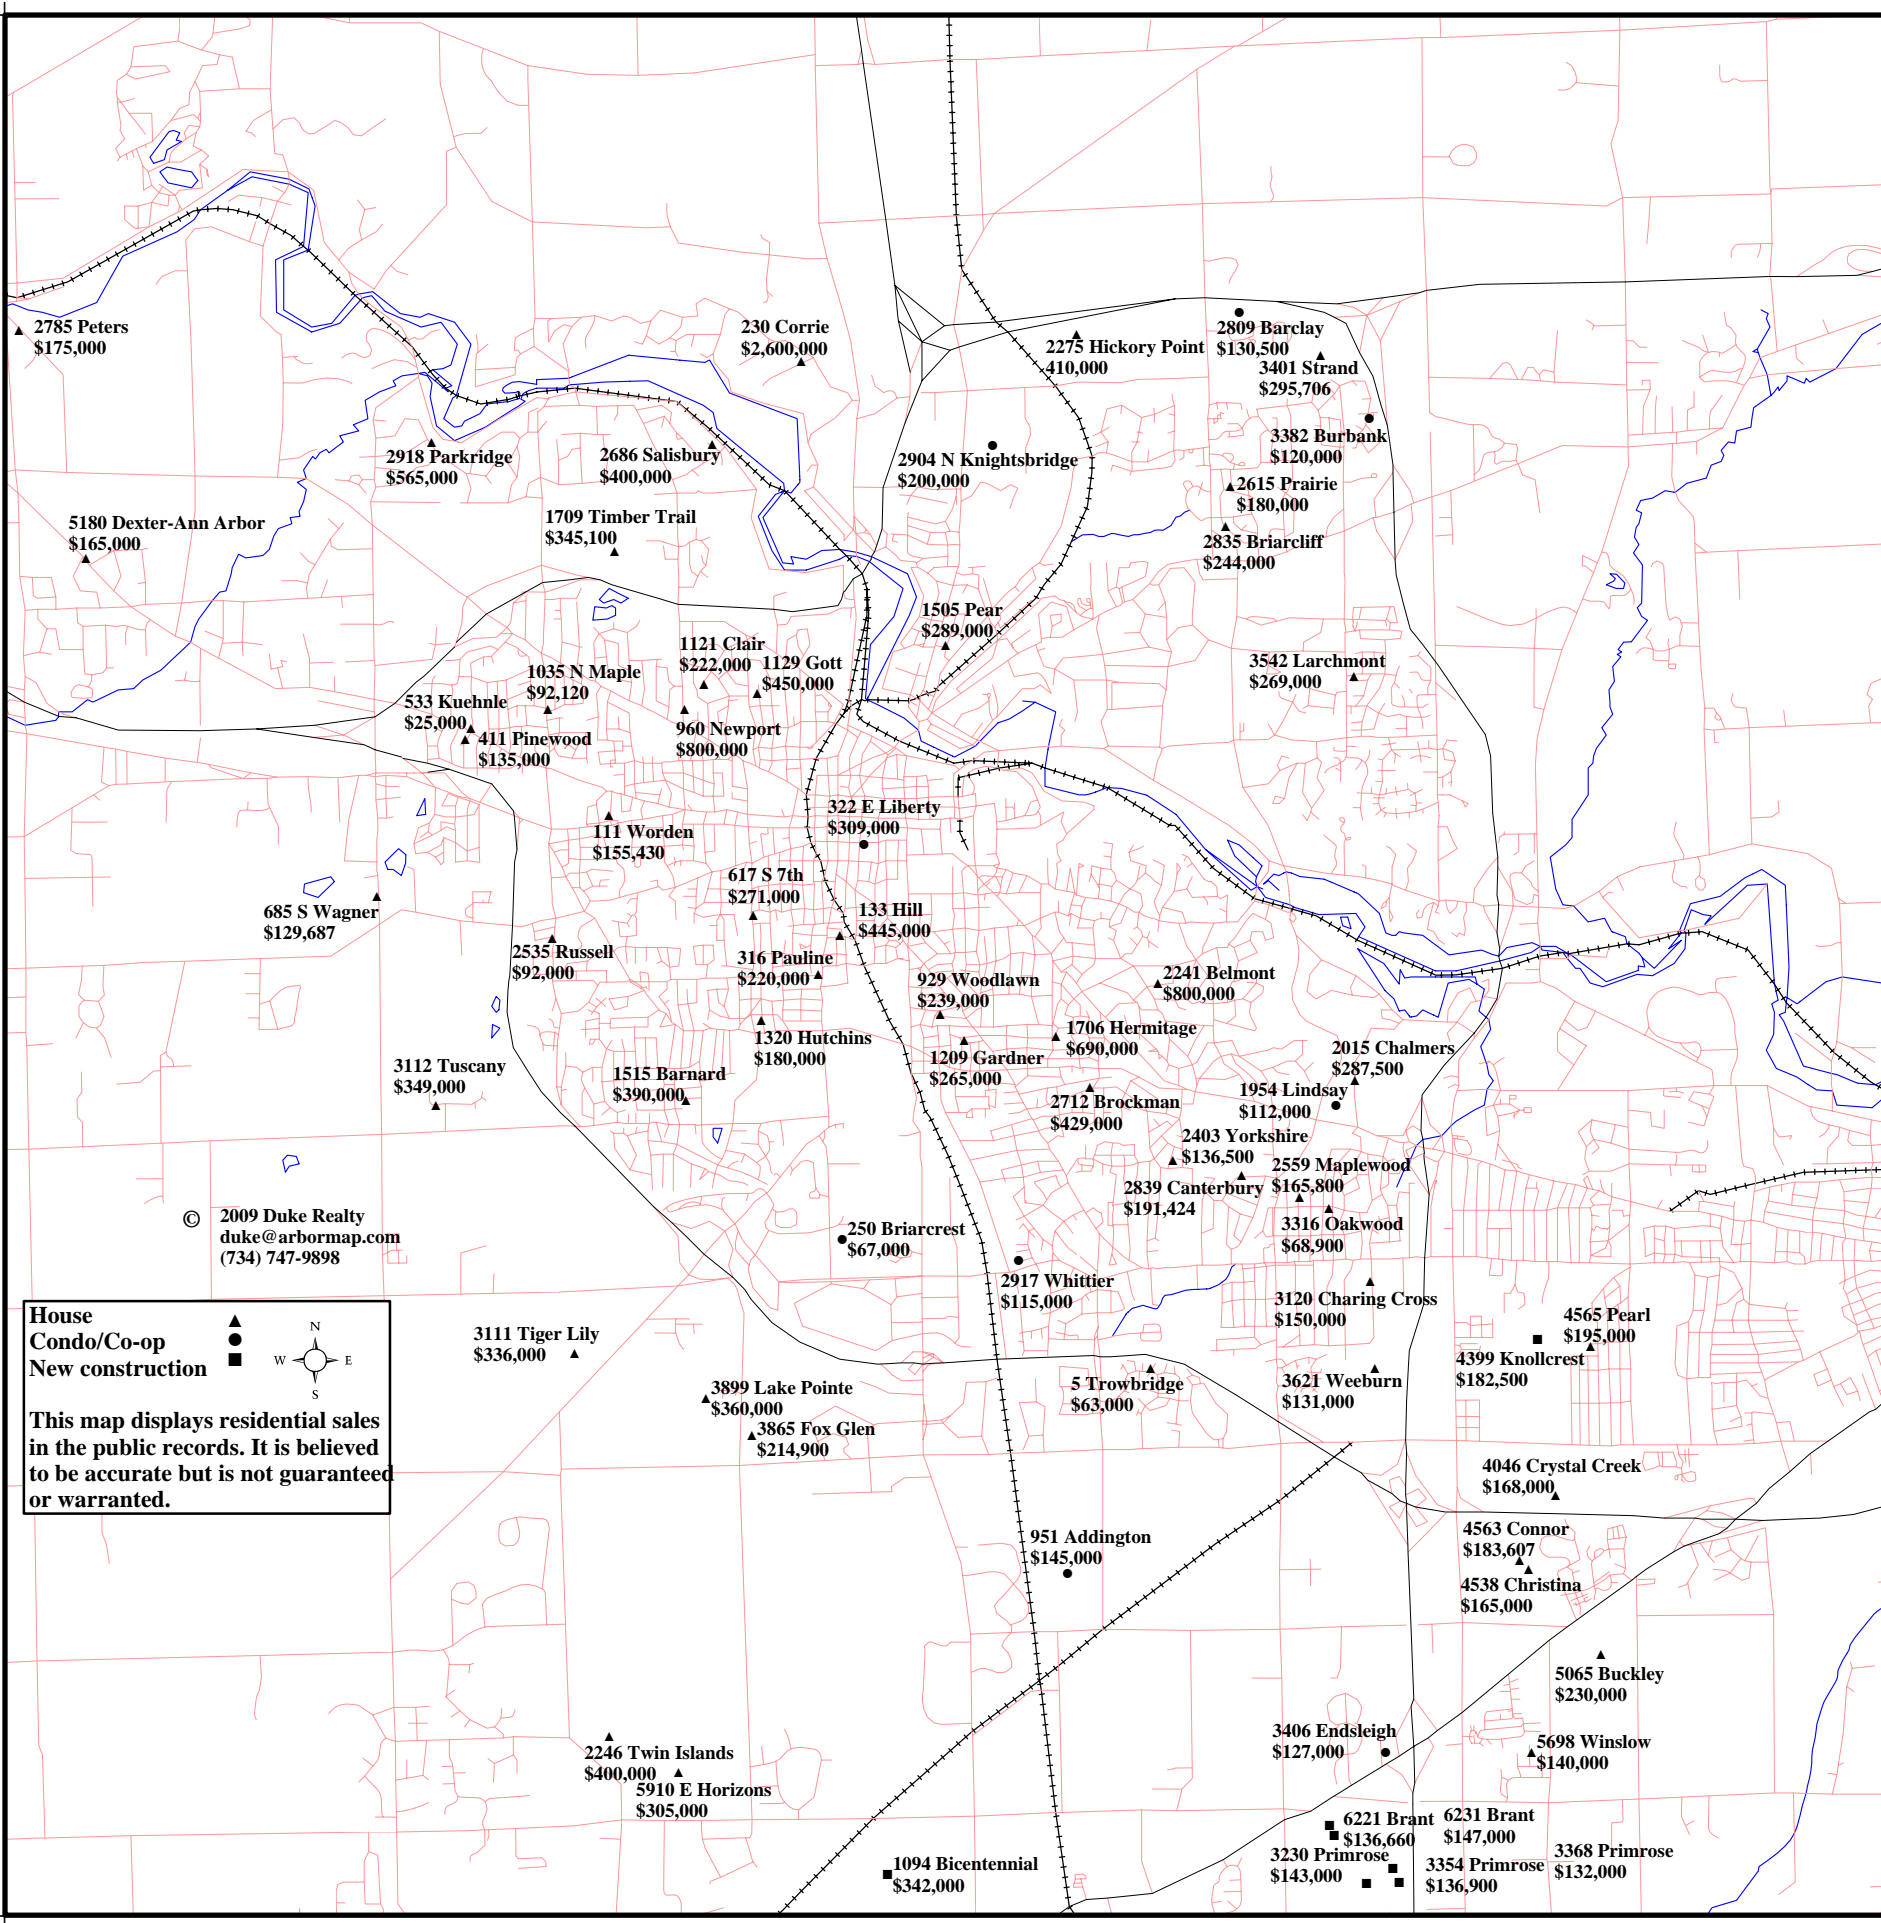 2785 Peters
$175,000
230 Corrie
$2,600,000
2275 Hickory Point
410,000
2809 Barclay
$130,500
3401 Strand
$295,706
3382 Burbank
$120,000
2918 Parkridge
$565,000
2686 Salisbury
$400,000
2904 N Knightsbridge
$200,000
2615 Prairie
$180,000
5180 Dexter-Ann Arbor
$165,000
1709 Timber Trail
$345,100
2835 Briarcliff
$244,000
1505 Pear
$289,000
1121 Clair
$222,000
1129 Gott
$450,000
3542 Larchmont
$269,000
1035 N Maple
$92,120
533 Kuehnle
$25,000
411 Pinewood
$135,000
960 Newport
$800,000
322 E Liberty
$309,000
111 Worden
$155,430
617 S 7th
$271,000
685 S Wagner
$129,687
133 Hill
$445,000
2535 Russell
$92,000
316 Pauline
$220,000
929 Woodlawn
$239,000
2241 Belmont
$800,000
1320 Hutchins
$180,000
1706 Hermitage
$690,000
1209 Gardner
$265,000
2015 Chalmers
$287,500
3112 Tuscany
$349,000
1515 Barnard
$390,000
2712 Brockman
$429,000
1954 Lindsay
$112,000
2403 Yorkshire
$136,500
2559 Maplewood
$165,800
2839 Canterbury
$191,424
3316 Oakwood
$68,900
© 2009 Duke Realty
duke@arbormap.com
(734) 747-9898
250 Briarcrest
$67,000
2917 Whittier
$115,000
3120 Charing Cross
$150,000
4565 Pearl
$195,000
House
Condo/Co-op
New construction
N
W E
S
This map displays residential sales
in the public records. It is believed
to be accurate but is not guaranteed
or warranted.
3111 Tiger Lily
$336,000
4399 Knollcrest
$182,500
3899 Lake Pointe
$360,000
5 Trowbridge
$63,000
3621 Weeburn
$131,000
3865 Fox Glen
$214,900
4046 Crystal Creek
$168,000
951 Addington
$145,000
4563 Connor
$183,607
4538 Christina
$165,000
5065 Buckley
$230,000
3406 Endsleigh
$127,000
5698 Winslow
$140,000
2246 Twin Islands
$400,000
5910 E Horizons
$305,000
6221 Brant
$136,660
6231 Brant
$147,000
3230 Primrose
$143,000
3368 Primrose
$132,000
3354 Primrose
$136,900
1094 Bicentennial
$342,000